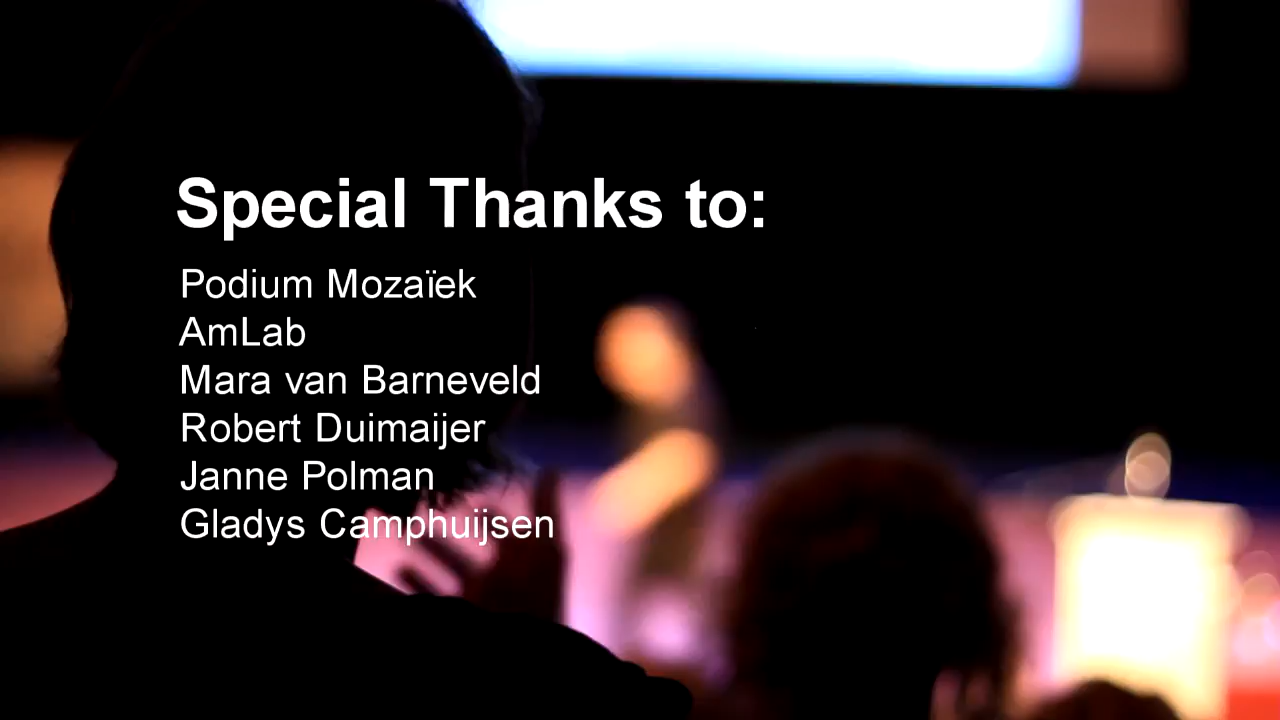 Special Thanks to:
Podium Mozaïek
AmLab
Mara van Barneveld
Robert Duimaijer
Janne Polman
Gladys Camphuijsen